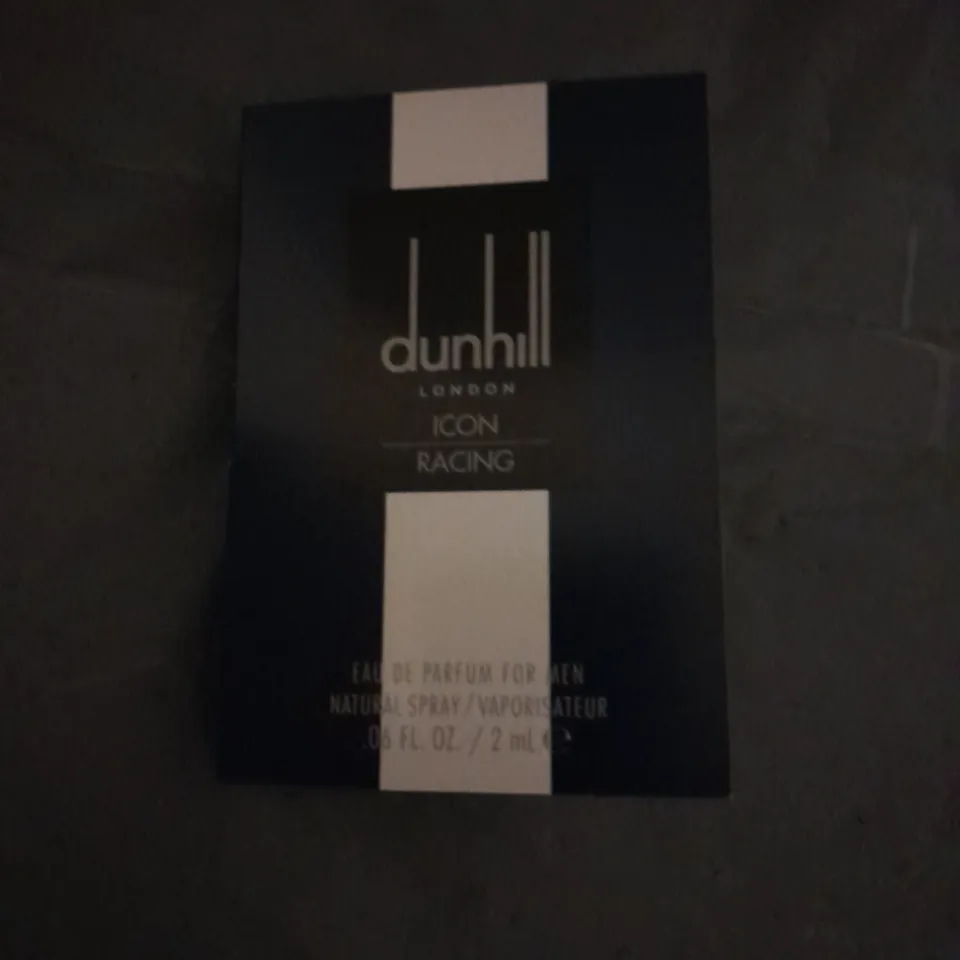 dunhill
LONDON
ICON
RACING
EAU DE PARFUM FOR MEN
NATURAL SPRAY / VAPORISATEUR
.06 FL. OZ. / 2 mL ℮